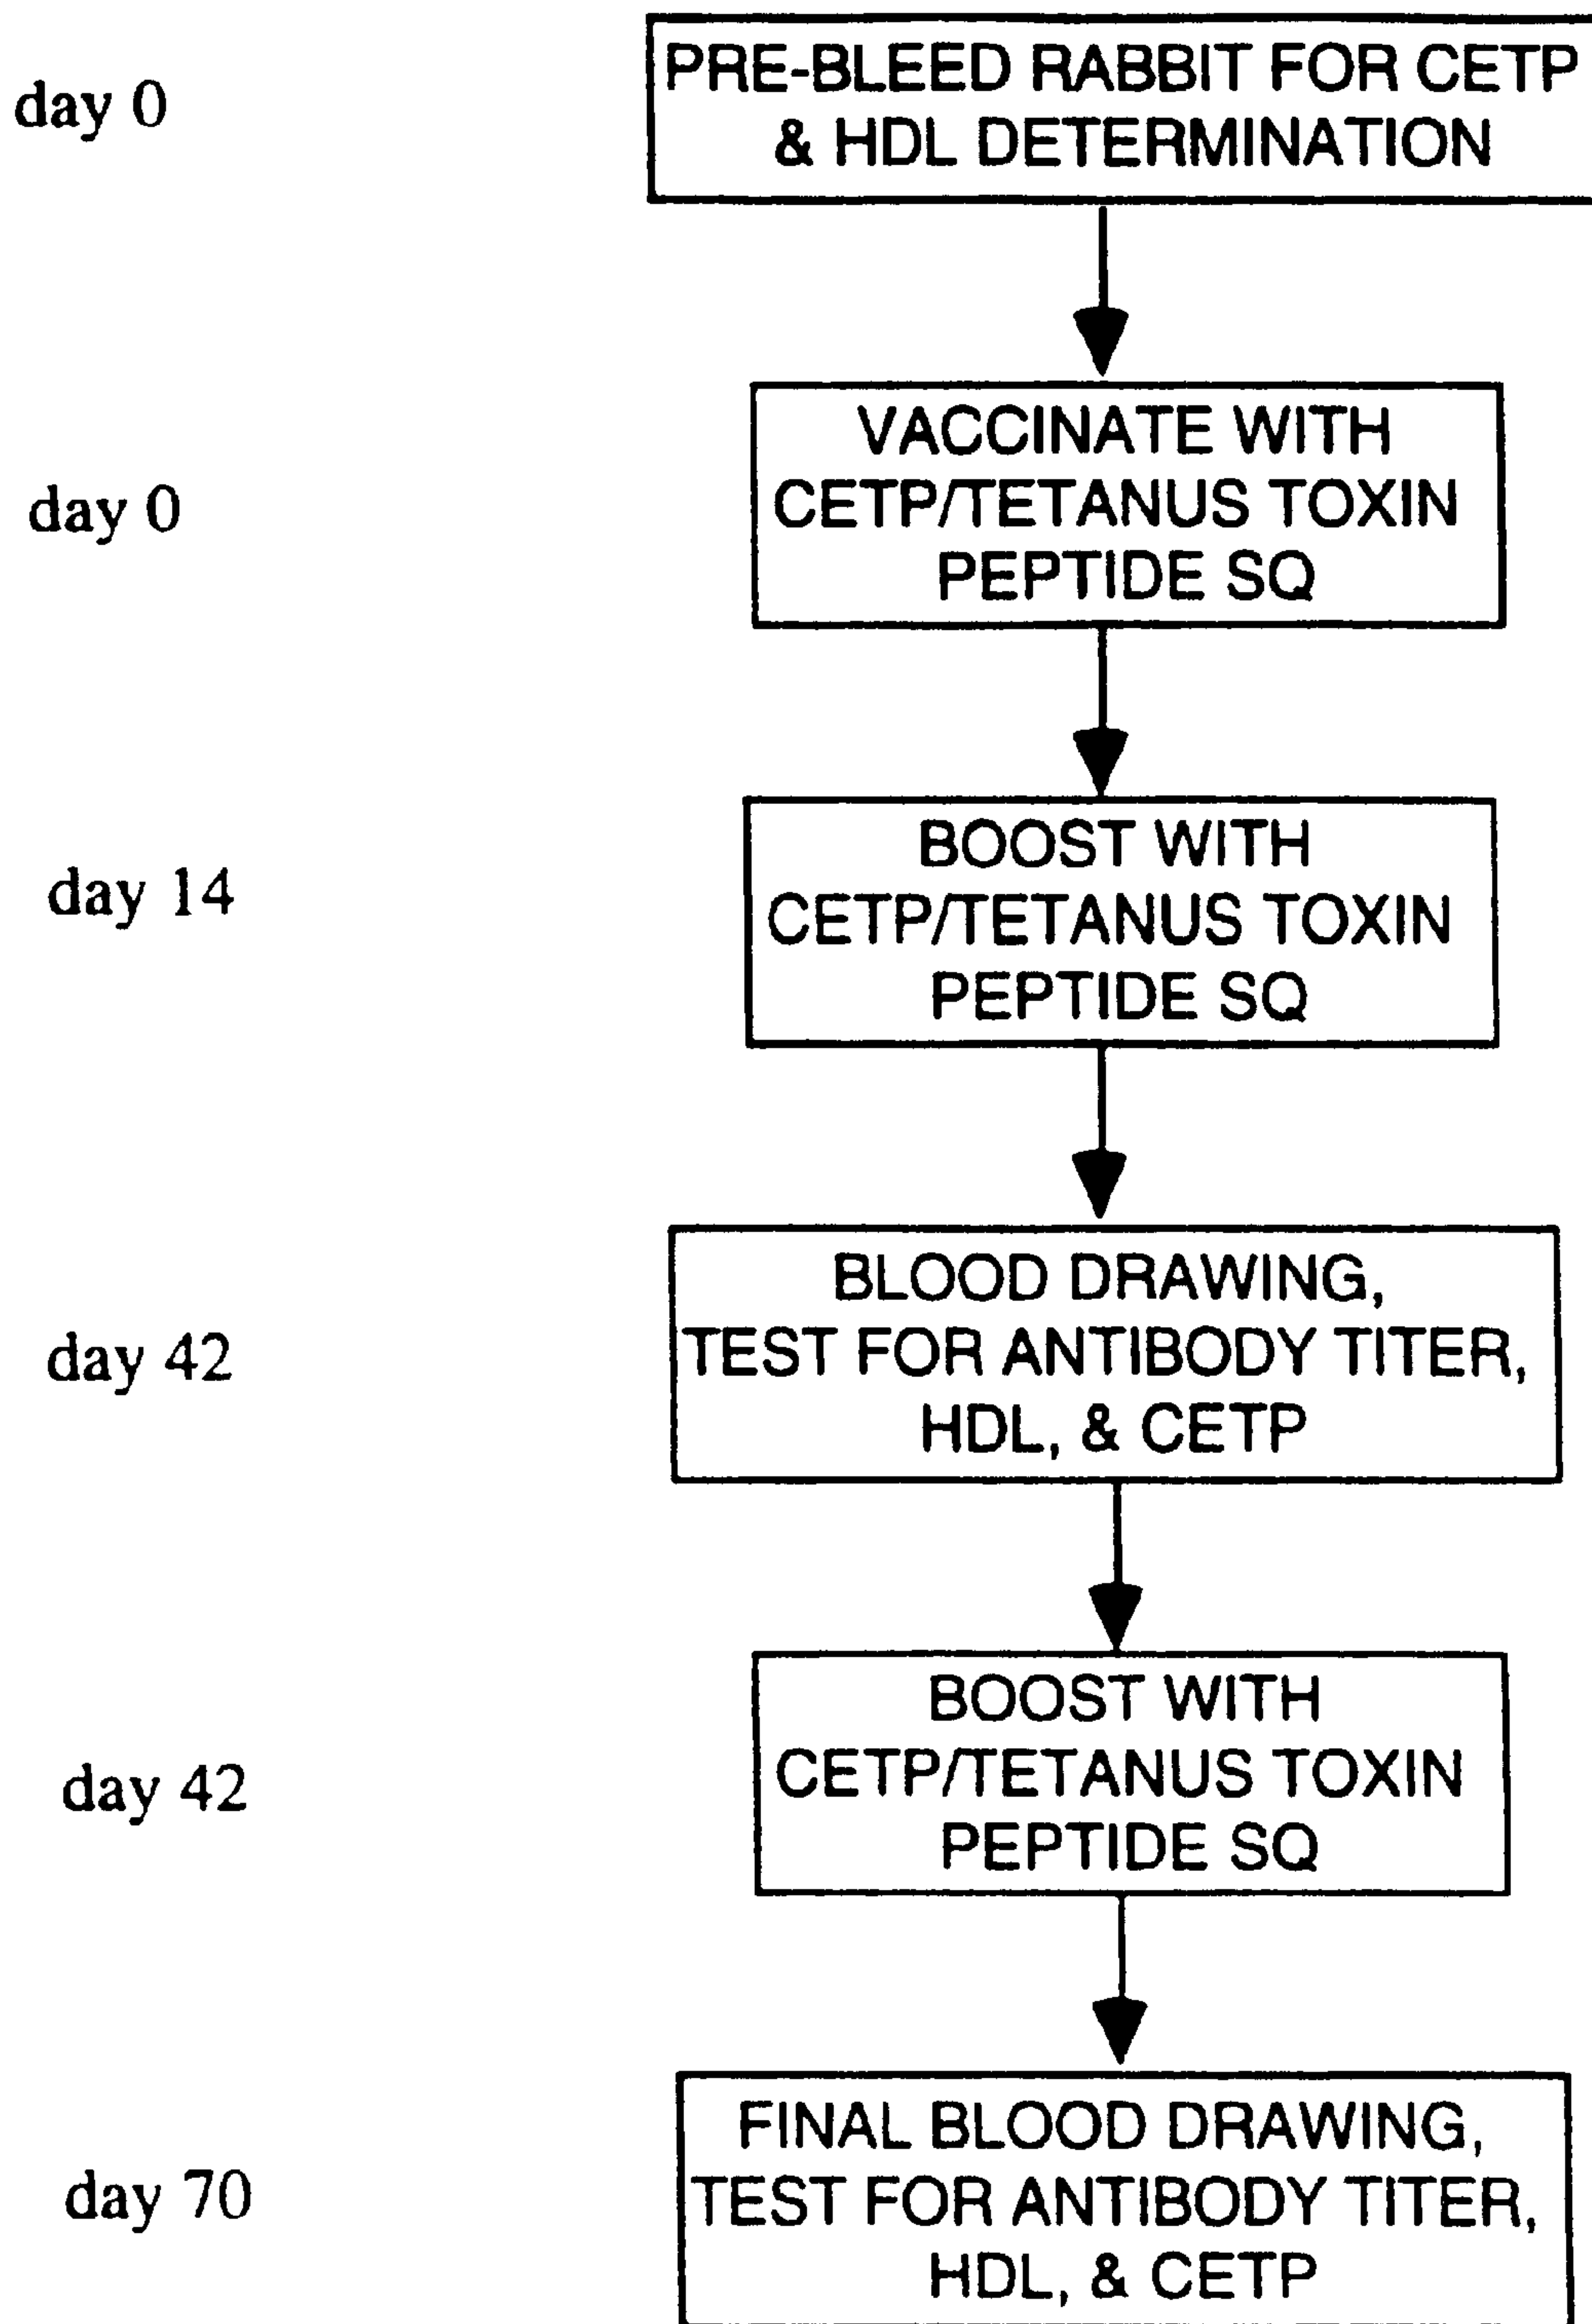 day 0
PRE-BLEED RABBIT FOR CETP
& HDL DETERMINATION
day 0
VACCINATE WITH
CETP/TETANUS TOXIN
PEPTIDE SQ
day 14
BOOST WITH
CETP/TETANUS TOXIN
PEPTIDE SQ
day 42
BLOOD DRAWING,
TEST FOR ANTIBODY TITER,
HDL, & CETP
day 42
BOOST WITH
CETP/TETANUS TOXIN
PEPTIDE SQ
day 70
FINAL BLOOD DRAWING,
TEST FOR ANTIBODY TITER,
HDL, & CETP